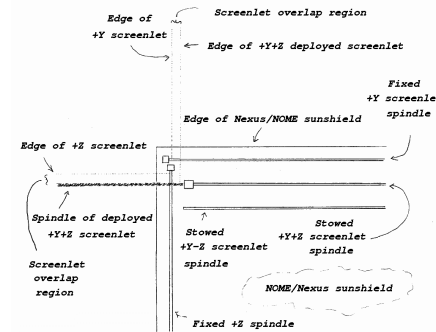 Edge of
+Y screenlet
Screenlet overlap region
Edge of +Y+Z deployed screenlet
Fixed
+Y screenle
spindle
Edge of Nexus/NOME sunshield
Edge of +Z screenlet
Spindle of deployed
+Y+Z screenlet
Screenlet
overlap
region
Stowed
+Y-Z screenlet
spindle
Stowed
+Y+Z screenlet
spindle
NOME/Nexus sunshield
Fixed +Z spindle